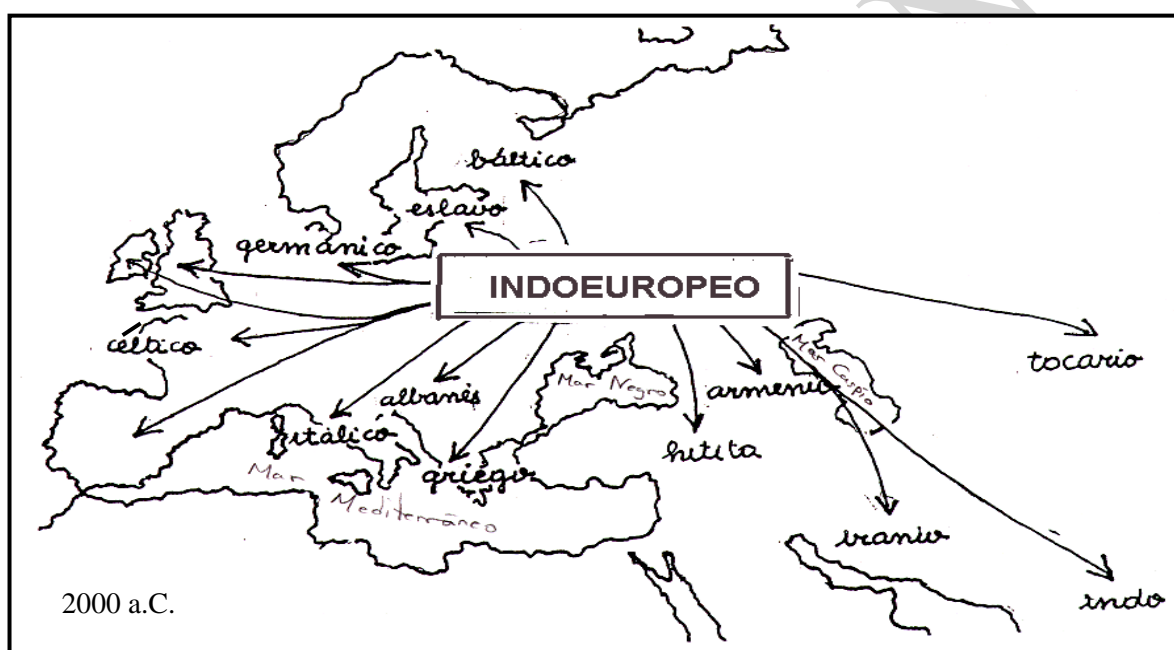 báltico
eslavo
germánico
INDOEUROPEO
céltico
tocario
Mar Caspio
Mar Negro
armenio
albanés
itálico
hitita
griego
Mar Mediterráneo
iranio
indo
2000 a.C.